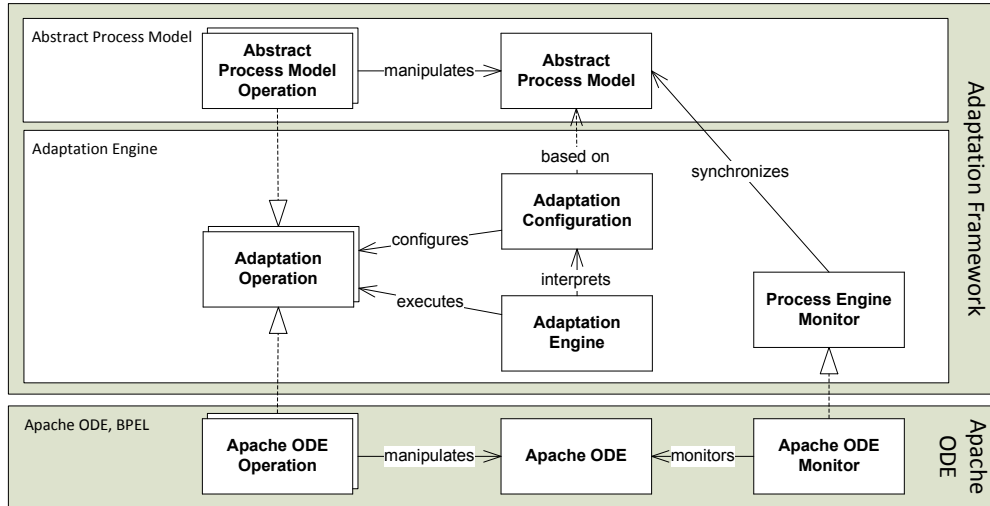 Abstract Process Model
Abstract
Process Model
Operation
manipulates
Abstract
Process Model
Adaptation Framework
Adaptation Engine
based on
synchronizes
Adaptation
Configuration
configures
Adaptation
Operation
interprets
executes
Adaptation
Engine
Process Engine
Monitor
Apache ODE, BPEL
Apache ODE
Operation
manipulates
Apache ODE
monitors
Apache ODE
Monitor
Apache
ODE